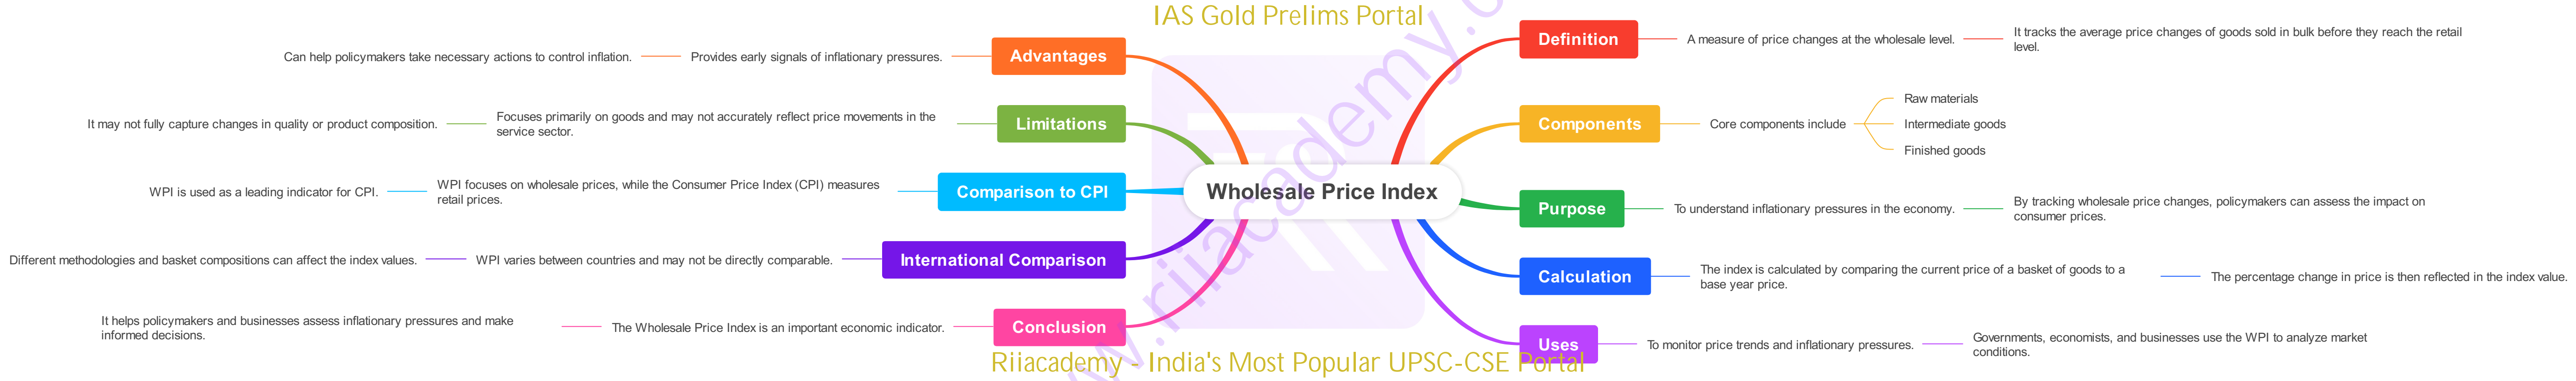 IAS Gold Prelims Portal
Wholesale Price Index
Definition
A measure of price changes at the wholesale level.
It tracks the average price changes of goods sold in bulk before they reach the retail
level.
Components
Core components include
Raw materials
Intermediate goods
Finished goods
Purpose
To understand inflationary pressures in the economy.
By tracking wholesale price changes, policymakers can assess the impact on
consumer prices.
Calculation
The index is calculated by comparing the current price of a basket of goods to a
base year price.
The percentage change in price is then reflected in the index value.
Uses
To monitor price trends and inflationary pressures.
Governments, economists, and businesses use the WPI to analyze market
conditions.
Advantages
Provides early signals of inflationary pressures.
Can help policymakers take necessary actions to control inflation.
Limitations
Focuses primarily on goods and may not accurately reflect price movements in the
service sector.
It may not fully capture changes in quality or product composition.
Comparison to CPI
WPI focuses on wholesale prices, while the Consumer Price Index (CPI) measures
retail prices.
WPI is used as a leading indicator for CPI.
International Comparison
WPI varies between countries and may not be directly comparable.
Different methodologies and basket compositions can affect the index values.
Conclusion
The Wholesale Price Index is an important economic indicator.
It helps policymakers and businesses assess inflationary pressures and make
informed decisions.
Riiacademy - India's Most Popular UPSC-CSE Portal